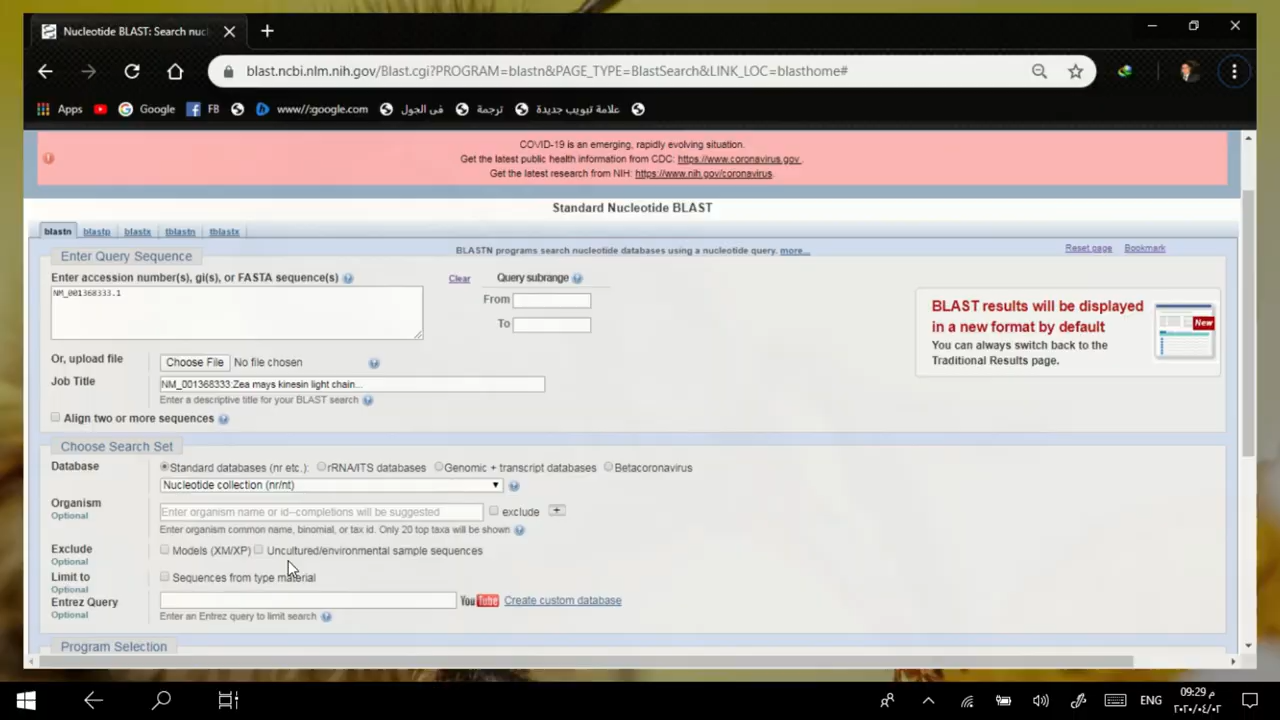 Nucleotide BLAST: Search nucl
blast.ncbi.nlm.nih.gov/Blast.cgi?PROGRAM=blastn&PAGE_TYPE=BlastSearch&LINK_LOC=blasthome#
Apps Google FB www//:google.com فى الجول ترجمة علامة تبويب جديدة
COVID-19 is an emerging, rapidly evolving situation.
Get the latest public health information from CDC: https://www.coronavirus.gov .
Get the latest research from NIH: https://www.nih.gov/coronavirus.
Standard Nucleotide BLAST
blastn blastp blastx tblastn tblastx
BLASTN programs search nucleotide databases using a nucleotide query. more... Reset page Bookmark
Enter Query Sequence
Enter accession number(s), gi(s), or FASTA sequence(s) Clear Query subrange
NM_001368333.1
From
To
BLAST results will be displayed
in a new format by default
New
You can always switch back to the
Traditional Results page.
Or, upload file Choose File No file chosen
Job Title NM_001368333:Zea mays kinesin light chain...
Enter a descriptive title for your BLAST search
Align two or more sequences
Choose Search Set
Database Standard databases (nr etc.): rRNA/ITS databases Genomic + transcript databases Betacoronavirus
Nucleotide collection (nr/nt)
Organism
Optional
Enter organism name or id--completions will be suggested exclude +
Enter organism common name, binomial, or tax id. Only 20 top taxa will be shown
Exclude
Optional
Models (XM/XP) Uncultured/environmental sample sequences
Limit to
Optional
Sequences from type material
Entrez Query
Optional
YouTube Create custom database
Enter an Entrez query to limit search
Program Selection
ENG
09:29 م
٢٠٢٠/٠٤/٠٢